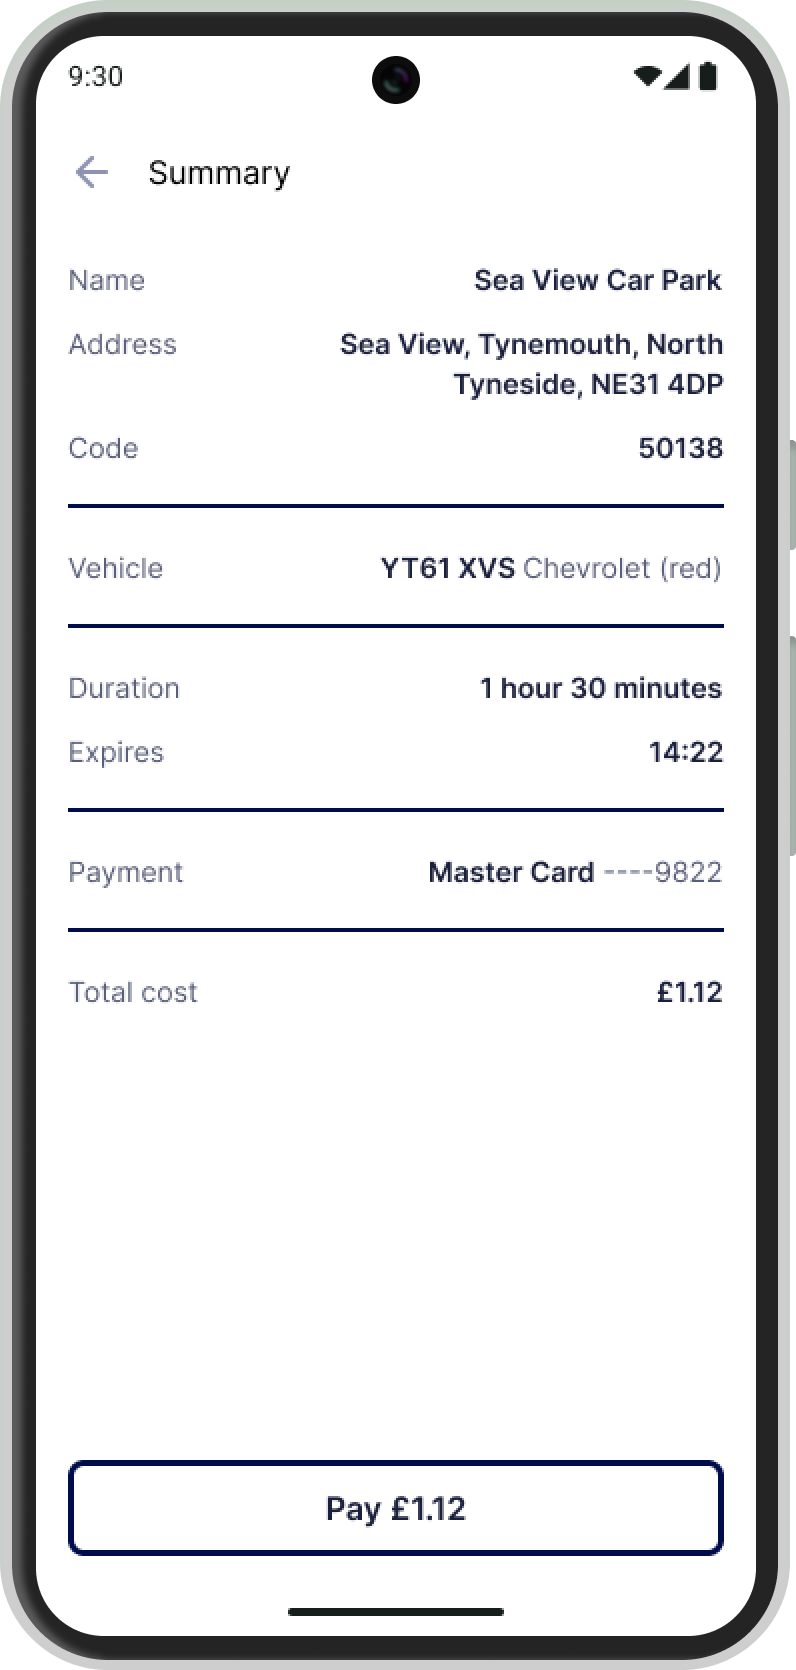 9:30
Summary
Name Sea View Car Park
Address Sea View, Tynemouth, North
Tyneside, NE31 4DP
Code 50138
Vehicle YT61 XVS Chevrolet (red)
Duration 1 hour 30 minutes
Expires 14:22
Payment Master Card ----9822
Total cost £1.12
Pay £1.12